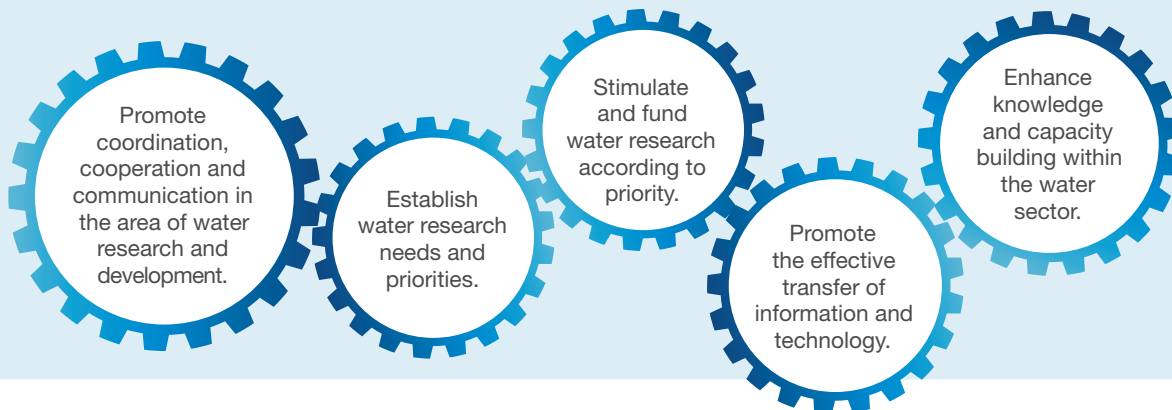 Promote
coordination,
cooperation and
communication in
the area of water
research and
development.
Establish
water research
needs and
priorities.
Stimulate
and fund
water research
according to
priority.
Promote
the effective
transfer of
information and
technology.
Enhance
knowledge
and capacity
building within
the water
sector.